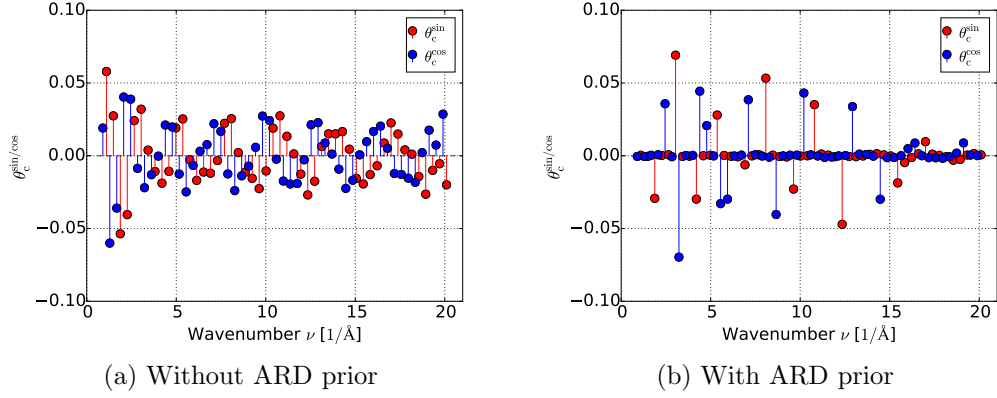 0.10
0.05
0.00
−0.05
−0.10
θ_c^sin/cos
θ_c^sin
θ_c^cos
0 5 10 15 20
Wavenumber ν [1/Å]
(a) Without ARD prior
0.10
0.05
0.00
−0.05
−0.10
θ_c^sin/cos
θ_c^sin
θ_c^cos
0 5 10 15 20
Wavenumber ν [1/Å]
(b) With ARD prior